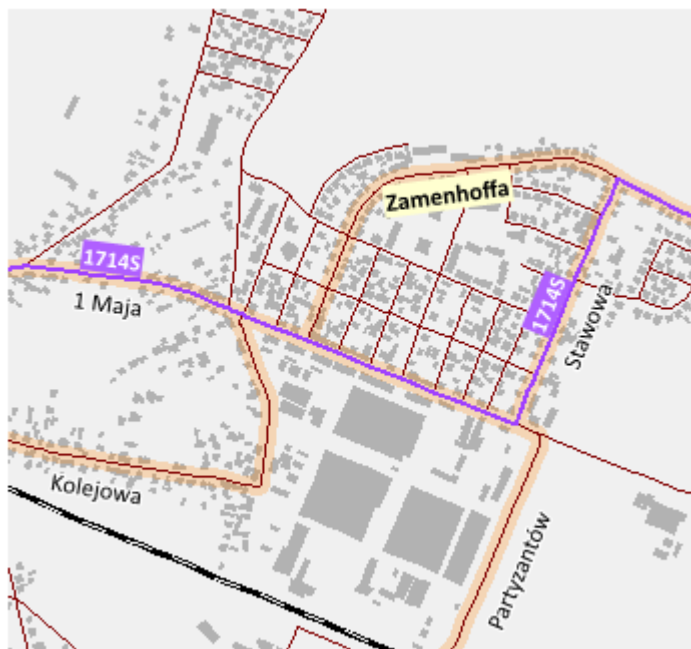 Zamenhoffa
1714S
1 Maja
1714S
Stawowa
Kolejowa
Partyzantów